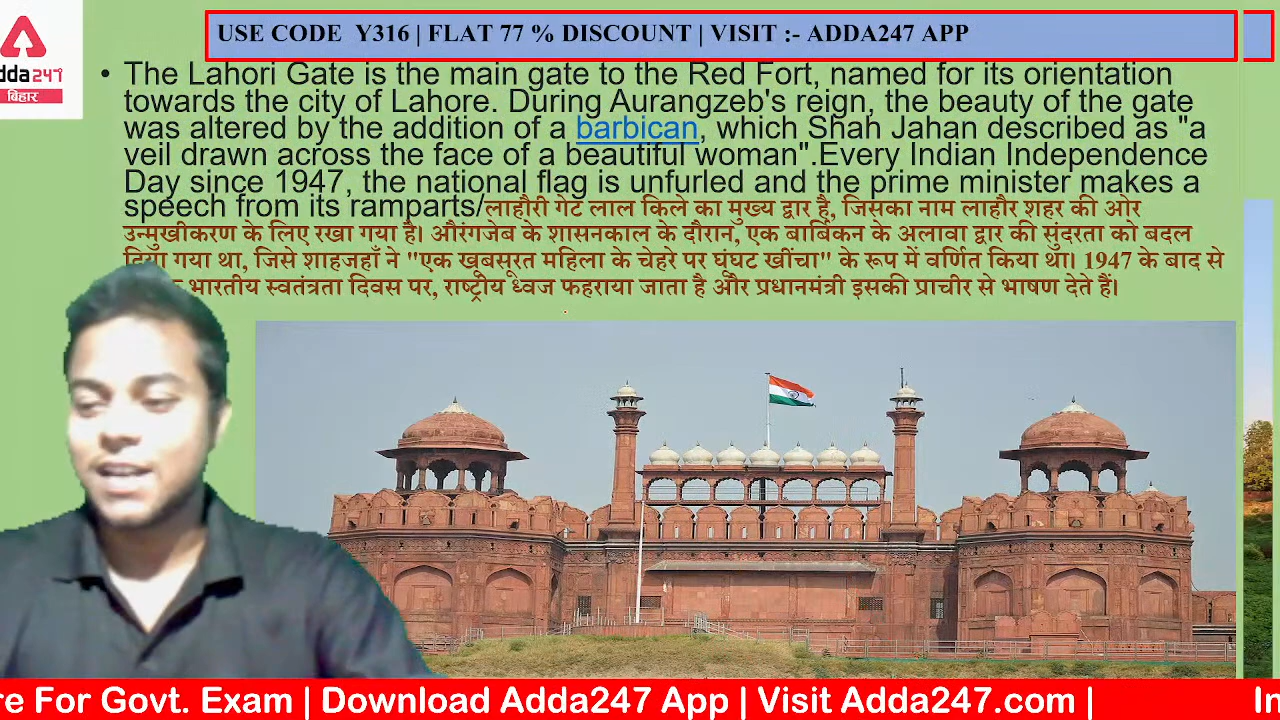 USE CODE Y316 | FLAT 77 % DISCOUNT | VISIT :- ADDA247 APP
adda247
बिहार
• The Lahori Gate is the main gate to the Red Fort, named for its orientation
towards the city of Lahore. During Aurangzeb's reign, the beauty of the gate
was altered by the addition of a barbican, which Shah Jahan described as "a
veil drawn across the face of a beautiful woman".Every Indian Independence
Day since 1947, the national flag is unfurled and the prime minister makes a
speech from its ramparts/लाहौरी गेट लाल किले का मुख्य द्वार है, जिसका नाम लाहौर शहर की ओर
उन्मुखीकरण के लिए रखा गया है। औरंगजेब के शासनकाल के दौरान, एक बार्बिकन के अलावा द्वार की सुंदरता को बदल
दिया गया था, जिसे शाहजहाँ ने "एक खूबसूरत महिला के चेहरे पर घूंघट खींचा" के रूप में वर्णित किया था। 1947 के बाद से
भारतीय स्वतंत्रता दिवस पर, राष्ट्रीय ध्वज फहराया जाता है और प्रधानमंत्री इसकी प्राचीर से भाषण देते हैं।
re For Govt. Exam | Download Adda247 App | Visit Adda247.com | In